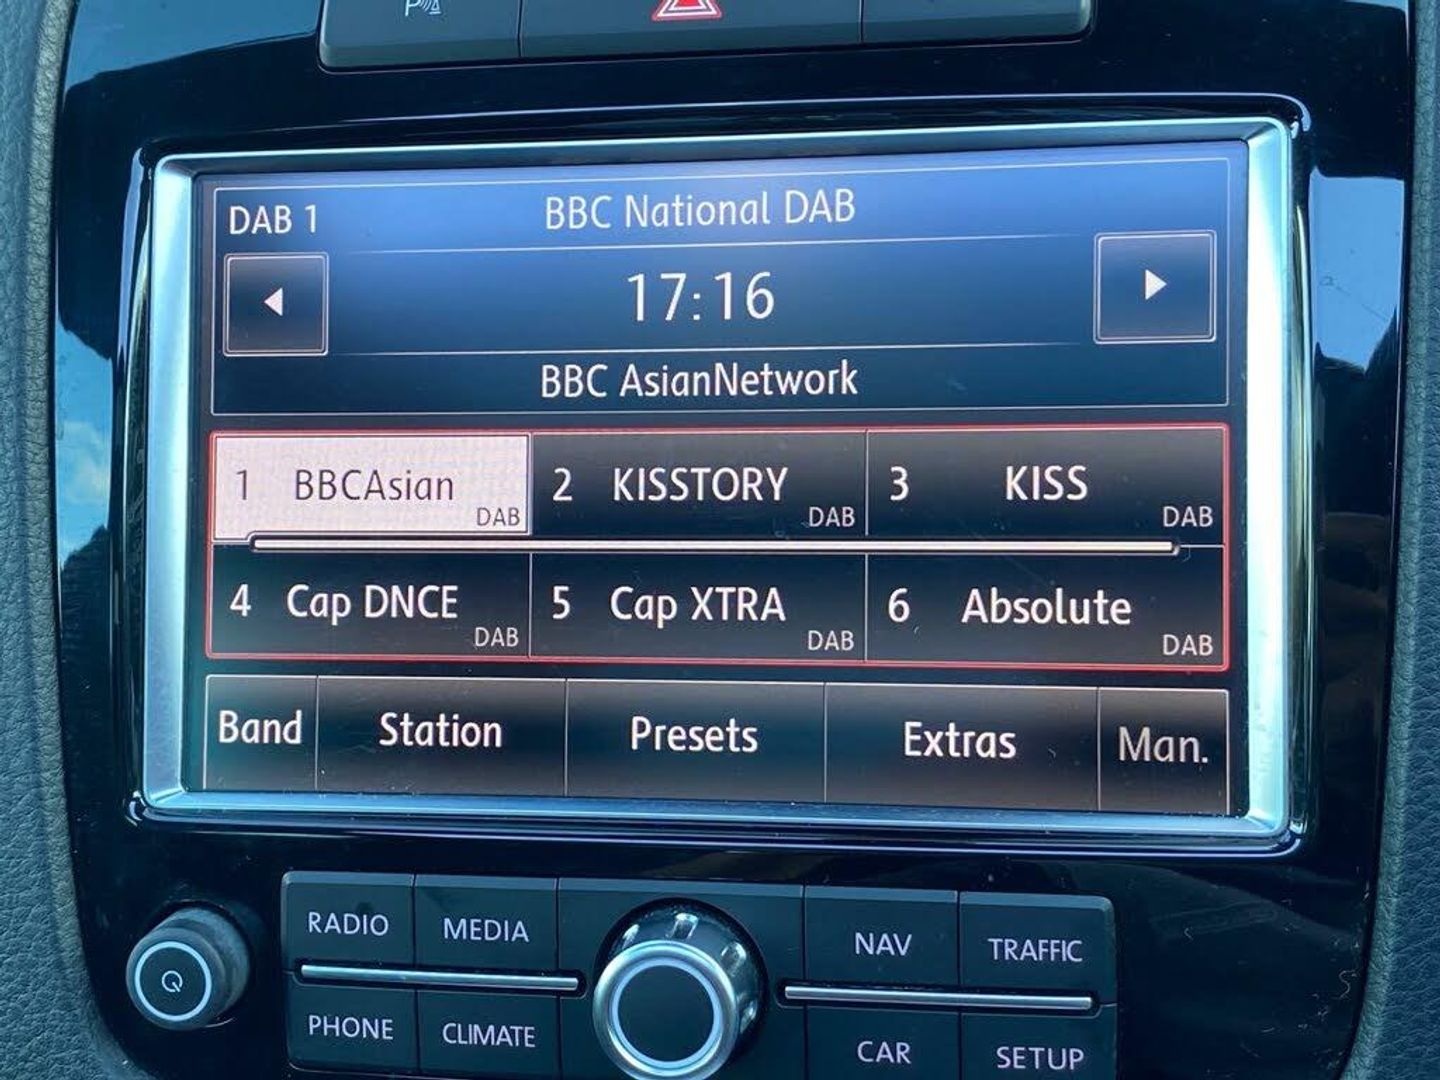 P
DAB 1 BBC National DAB
17:16
BBC AsianNetwork
1 BBCAsian DAB
2 KISSTORY DAB
3 KISS DAB
4 Cap DNCE DAB
5 Cap XTRA DAB
6 Absolute DAB
Band Station Presets Extras Man.
RADIO MEDIA NAV TRAFFIC
PHONE CLIMATE CAR SETUP